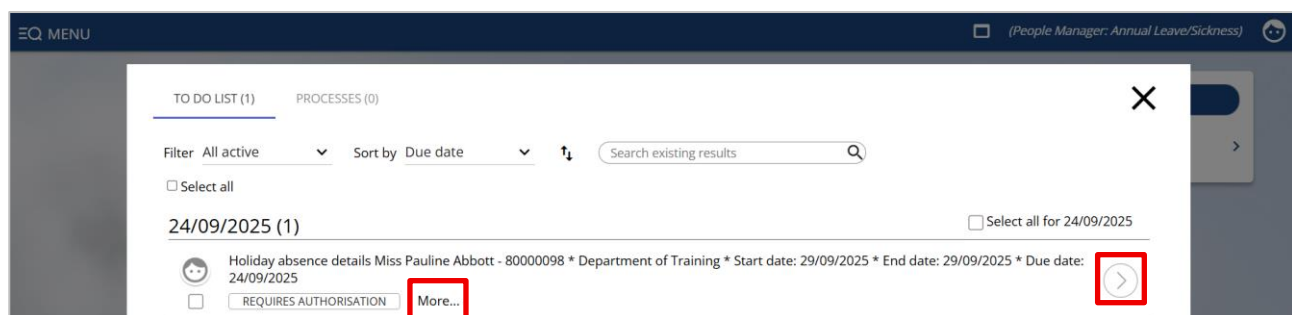 MENU
(People Manager: Annual Leave/Sickness)
TO DO LIST (1) PROCESSES (0)
Filter All active Sort by Due date Search existing results
Select all
24/09/2025 (1) Select all for 24/09/2025
Holiday absence details Miss Pauline Abbott - 80000098 * Department of Training * Start date: 29/09/2025 * End date: 29/09/2025 * Due date:
24/09/2025
REQUIRES AUTHORISATION More...